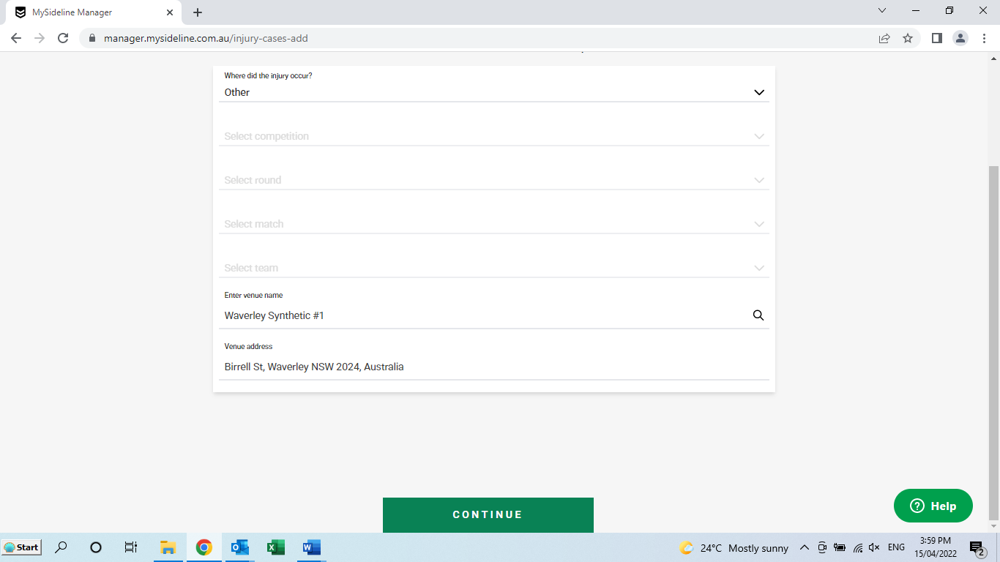 MySideline Manager
manager.mysideline.com.au/injury-cases-add
Where did the injury occur?
Other
Select competition
Select round
Select match
Select team
Enter venue name
Waverley Synthetic #1
Venue address
Birrell St, Waverley NSW 2024, Australia
CONTINUE
? Help
Start
O
X
W
24°C Mostly sunny
ENG
3:59 PM
15/04/2022
2